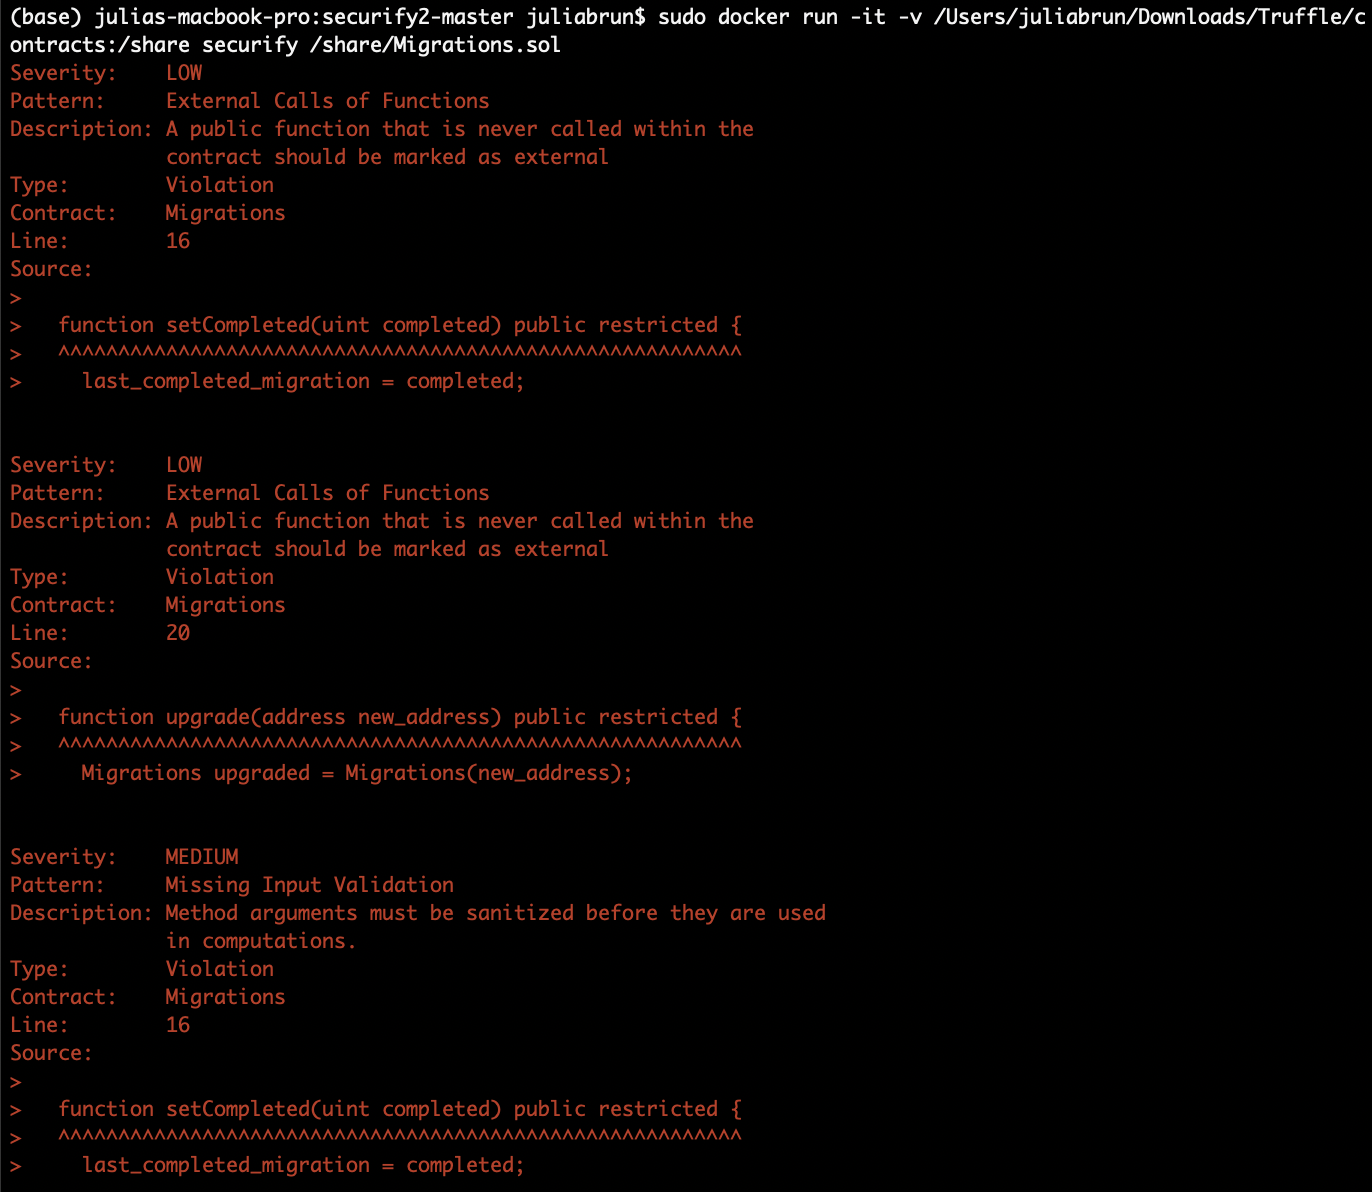 (base) julias-macbook-pro:securify2-master juliabrun$ sudo docker run -it -v /Users/juliabrun/Downloads/Truffle/c
ontracts:/share securify /share/Migrations.sol
Severity:    LOW
Pattern:     External Calls of Functions
Description: A public function that is never called within the
             contract should be marked as external
Type:        Violation
Contract:    Migrations
Line:        16
Source:
>
>   function setCompleted(uint completed) public restricted {
>   ^^^^^^^^^^^^^^^^^^^^^^^^^^^^^^^^^^^^^^^^^^^^^^^^^^^^^^^^^
>     last_completed_migration = completed;
Severity:    LOW
Pattern:     External Calls of Functions
Description: A public function that is never called within the
             contract should be marked as external
Type:        Violation
Contract:    Migrations
Line:        20
Source:
>
>   function upgrade(address new_address) public restricted {
>   ^^^^^^^^^^^^^^^^^^^^^^^^^^^^^^^^^^^^^^^^^^^^^^^^^^^^^^^^^
>     Migrations upgraded = Migrations(new_address);
Severity:    MEDIUM
Pattern:     Missing Input Validation
Description: Method arguments must be sanitized before they are used
             in computations.
Type:        Violation
Contract:    Migrations
Line:        16
Source:
>
>   function setCompleted(uint completed) public restricted {
>   ^^^^^^^^^^^^^^^^^^^^^^^^^^^^^^^^^^^^^^^^^^^^^^^^^^^^^^^^^
>     last_completed_migration = completed;